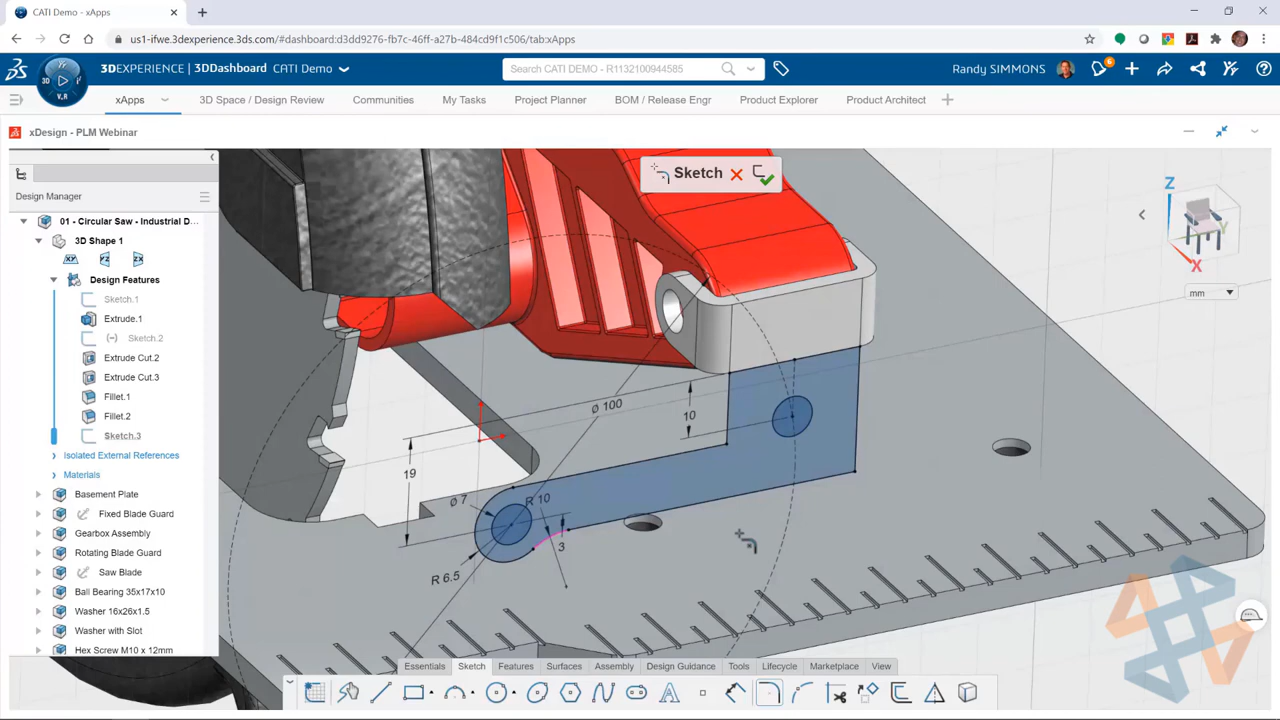 CATI Demo - xApps
us1-ifwe.3dexperience.3ds.com/#dashboard:d3dd9276-fb7c-46ff-a27b-484cd9f1c506/tab:xApps
3D
V,R
3DEXPERIENCE | 3DDashboard CATI Demo
Search CATI DEMO - R1132100944585
Randy SIMMONS
6
xApps
3D Space / Design Review
Communities
My Tasks
Project Planner
BOM / Release Engr
Product Explorer
Product Architect
xDesign - PLM Webinar
Sketch
Design Manager
01 - Circular Saw - Industrial D...
3D Shape 1
XY
YZ
ZX
Design Features
Sketch.1
Extrude.1
(-) Sketch.2
Extrude Cut.2
Extrude Cut.3
Fillet.1
Fillet.2
Sketch.3
Isolated External References
Materials
Basement Plate
Fixed Blade Guard
Gearbox Assembly
Rotating Blade Guard
Saw Blade
Ball Bearing 35x17x10
Washer 16x26x1.5
Washer with Slot
Hex Screw M10 x 12mm
Z
Y
X
mm
ø 100
10
19
ø 7
R 10
3
R 6.5
Essentials
Sketch
Features
Surfaces
Assembly
Design Guidance
Tools
Lifecycle
Marketplace
View